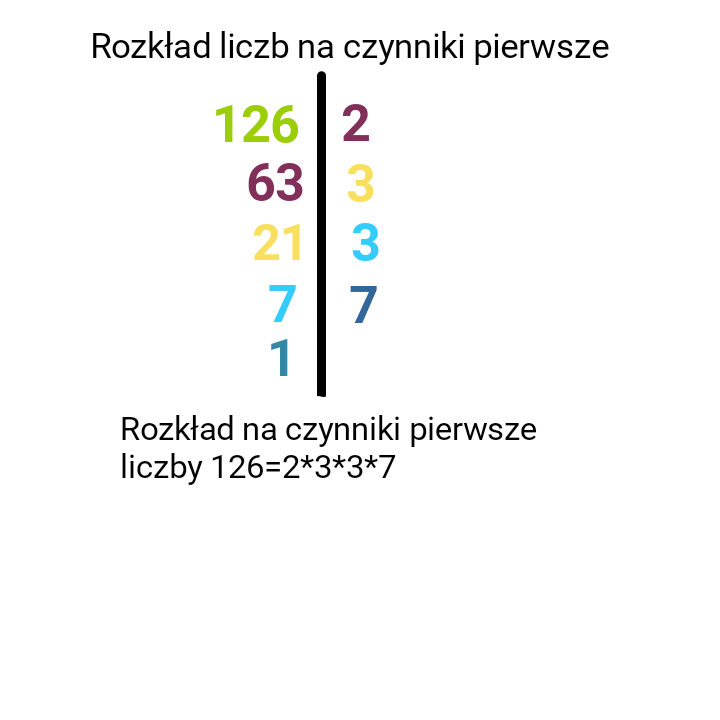 Rozkład liczb na czynniki pierwsze
126 2
63 3
21 3
7 7
1
Rozkład na czynniki pierwsze
liczby 126=2*3*3*7